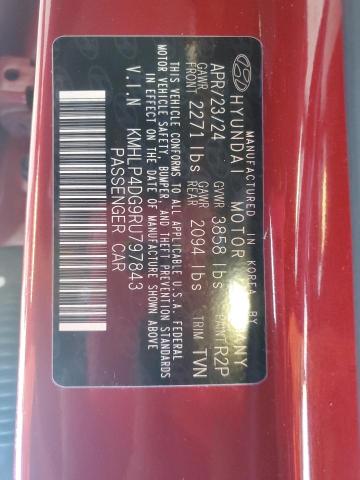 MANUFACTURED IN KOREA BY
HYUNDAI MOTOR COMPANY
APR/23/24 GVWR 3858 lbs PAINT R2P
GAWR FRONT 2271 lbs GAWR REAR 2094 lbs TRIM TVN
THIS VEHICLE CONFORMS TO ALL APPLICABLE U.S.A. FEDERAL
MOTOR VEHICLE SAFETY, BUMPER, AND THEFT PREVENTION STANDARDS
IN EFFECT ON THE DATE OF MANUFACTURE SHOWN ABOVE
V.I.N KMHLP4DG9RU797843
PASSENGER CAR